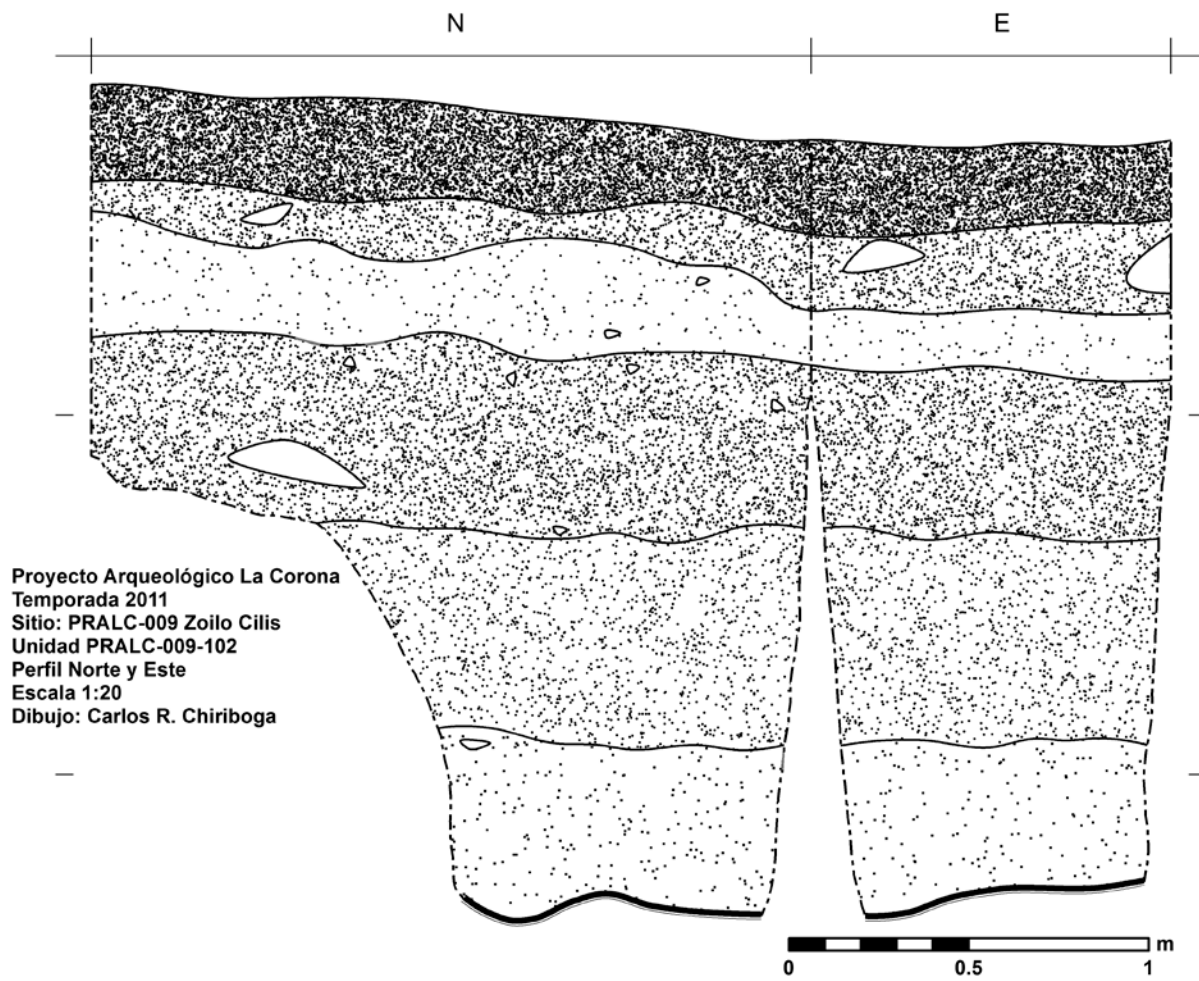 N E
Proyecto Arqueológico La Corona
Temporada 2011
Sitio: PRALC-009 Zoilo Cilis
Unidad PRALC-009-102
Perfil Norte y Este
Escala 1:20
Dibujo: Carlos R. Chiriboga
m
0 0.5 1